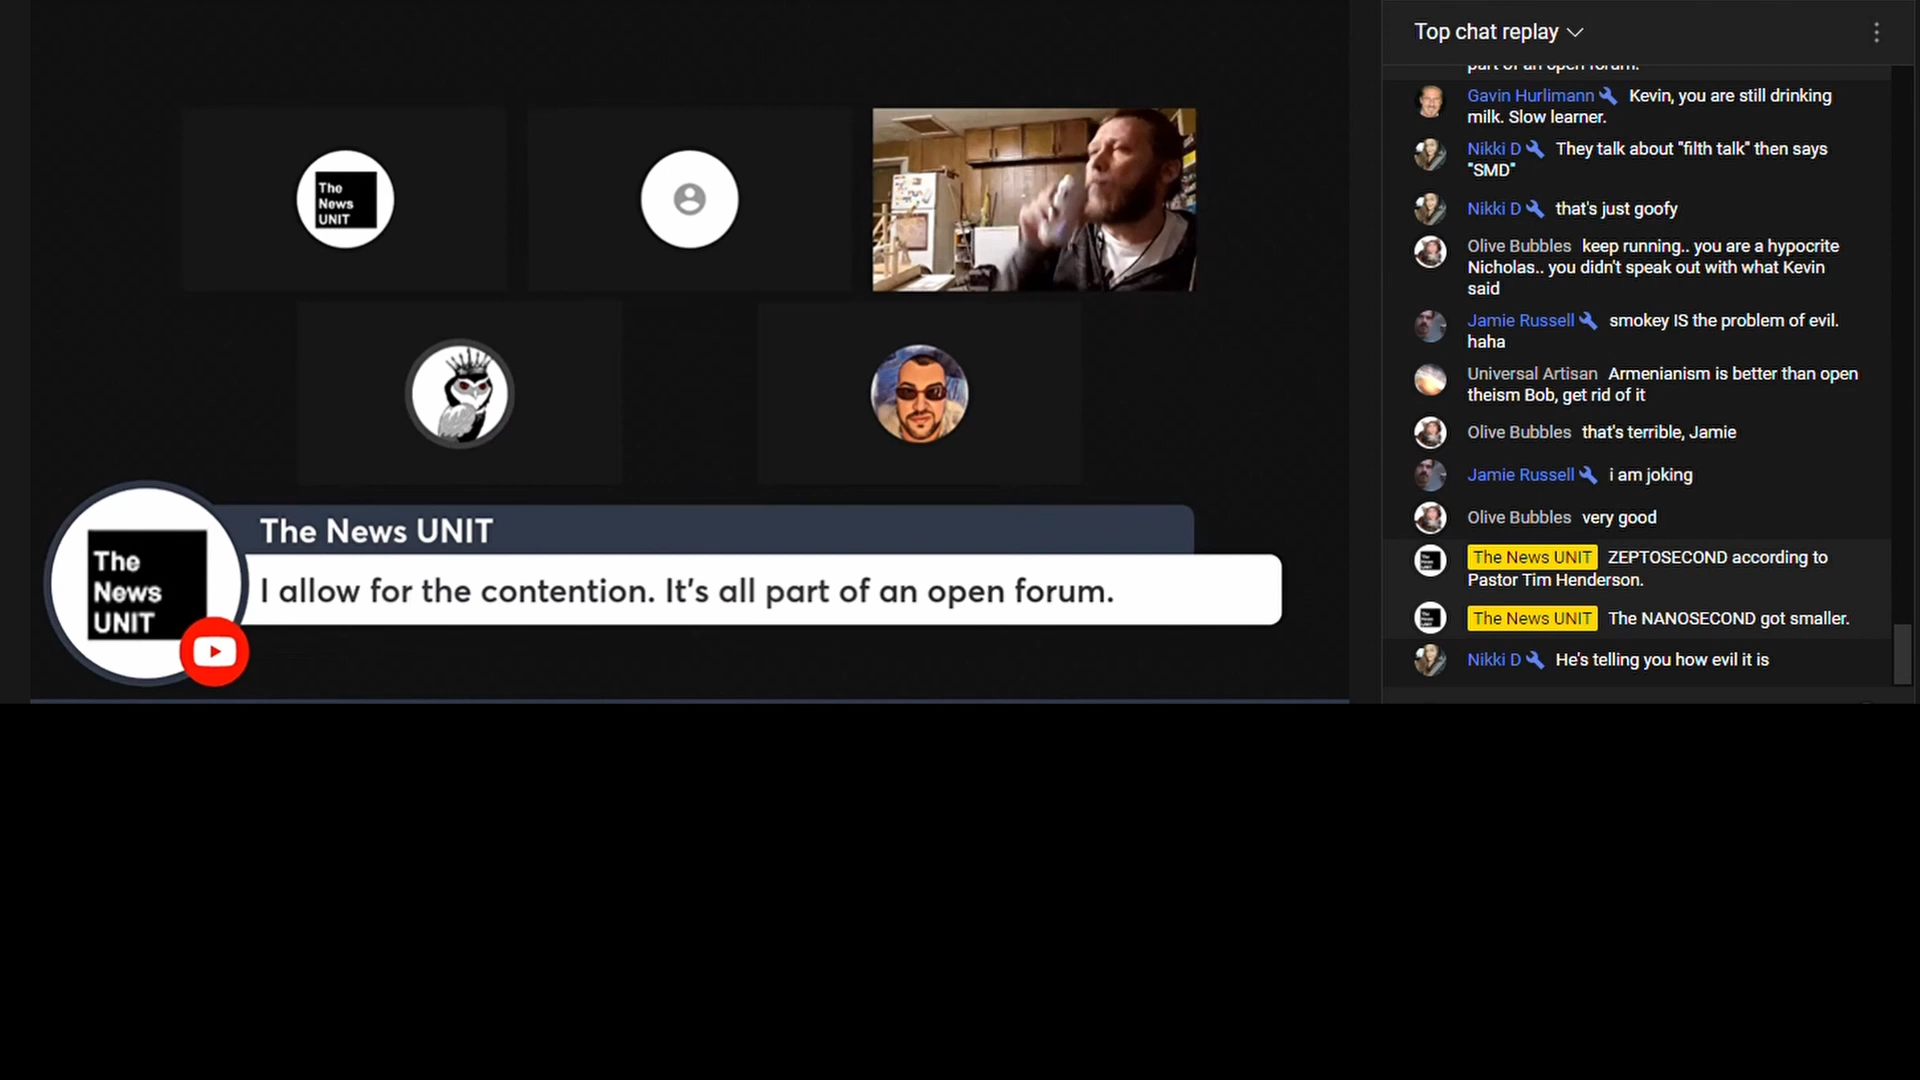 The
News
UNIT
The News UNIT
The
News
UNIT
I allow for the contention. It's all part of an open forum.
Top chat replay
part of an open forum.
Gavin Hurlimann Kevin, you are still drinking
milk. Slow learner.
Nikki D They talk about "filth talk" then says
"SMD"
Nikki D that's just goofy
Olive Bubbles keep running.. you are a hypocrite
Nicholas.. you didn't speak out with what Kevin
said
Jamie Russell smokey IS the problem of evil.
haha
Universal Artisan Armenianism is better than open
theism Bob, get rid of it
Olive Bubbles that's terrible, Jamie
Jamie Russell i am joking
Olive Bubbles very good
The News UNIT ZEPTOSECOND according to
Pastor Tim Henderson.
The News UNIT The NANOSECOND got smaller.
Nikki D He's telling you how evil it is